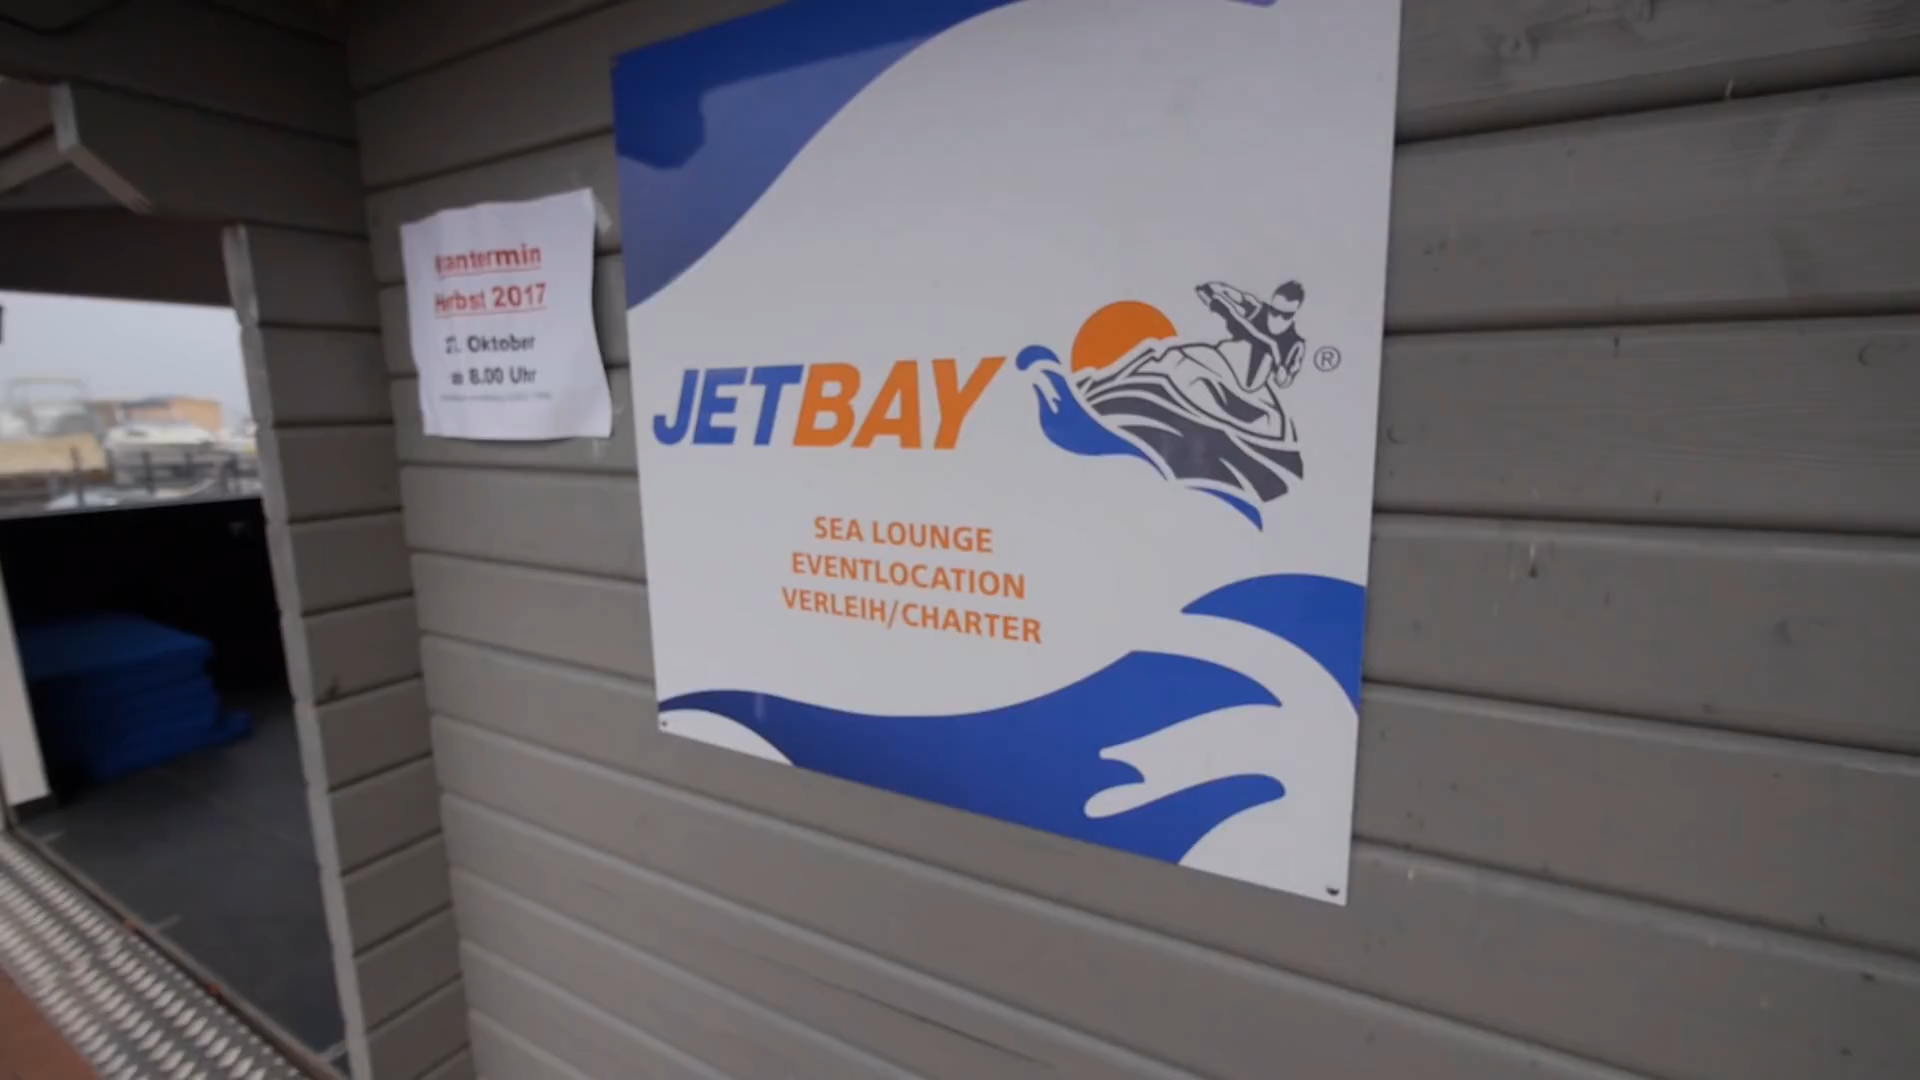 Herbst 2017
Oktober
8.00 Uhr
JETBAY
®
SEA LOUNGE
EVENTLOCATION
VERLEIH/CHARTER